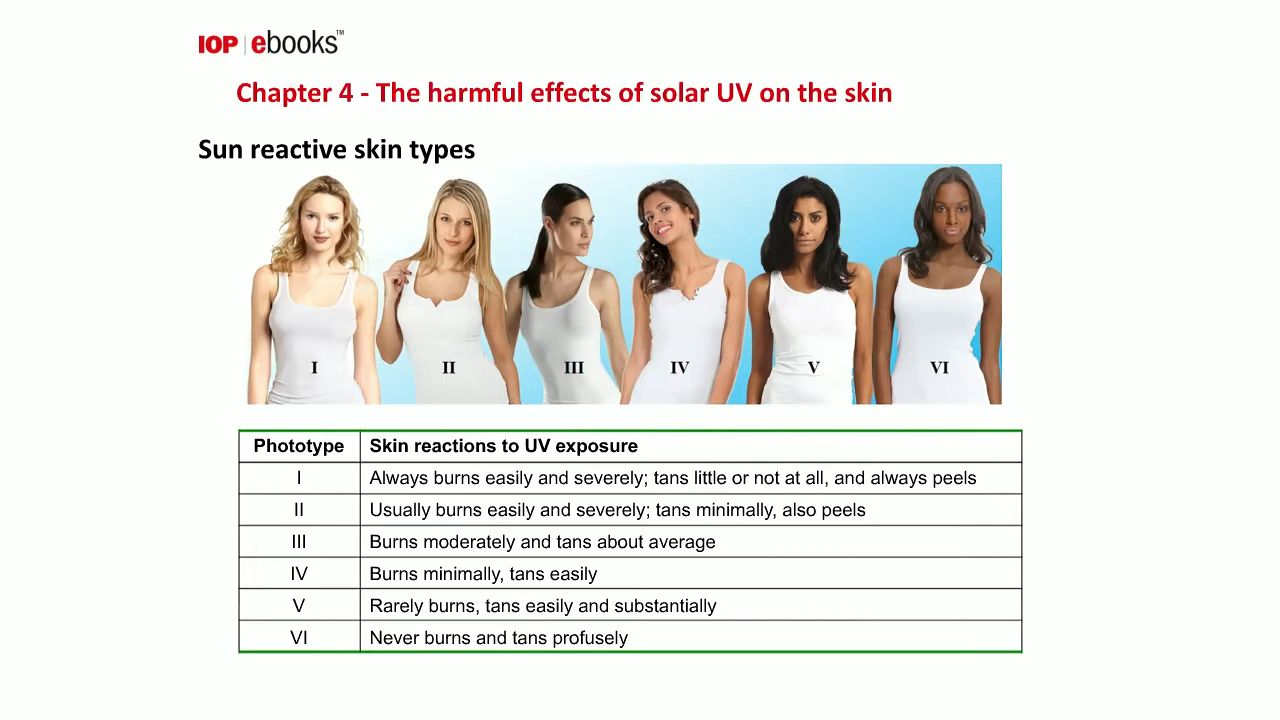 IOP | ebooks™
Chapter 4 - The harmful effects of solar UV on the skin
Sun reactive skin types
I II III IV V VI
Phototype Skin reactions to UV exposure
I Always burns easily and severely; tans little or not at all, and always peels
II Usually burns easily and severely; tans minimally, also peels
III Burns moderately and tans about average
IV Burns minimally, tans easily
V Rarely burns, tans easily and substantially
VI Never burns and tans profusely